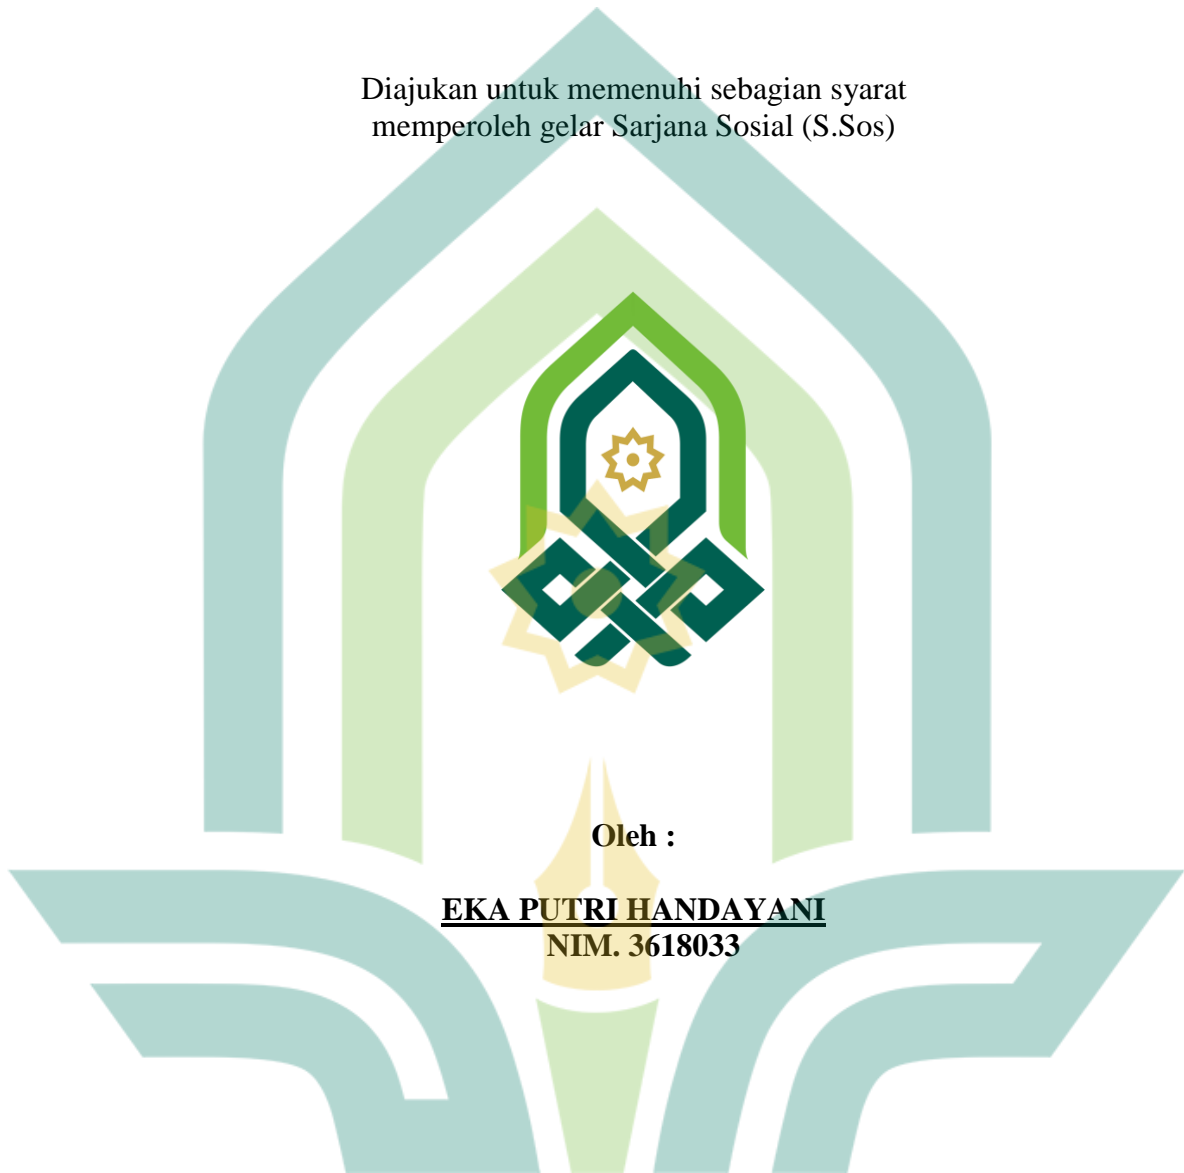 Diajukan untuk memenuhi sebagian syarat
memperoleh gelar Sarjana Sosial (S.Sos)
Oleh :
EKA PUTRI HANDAYANI
NIM. 3618033